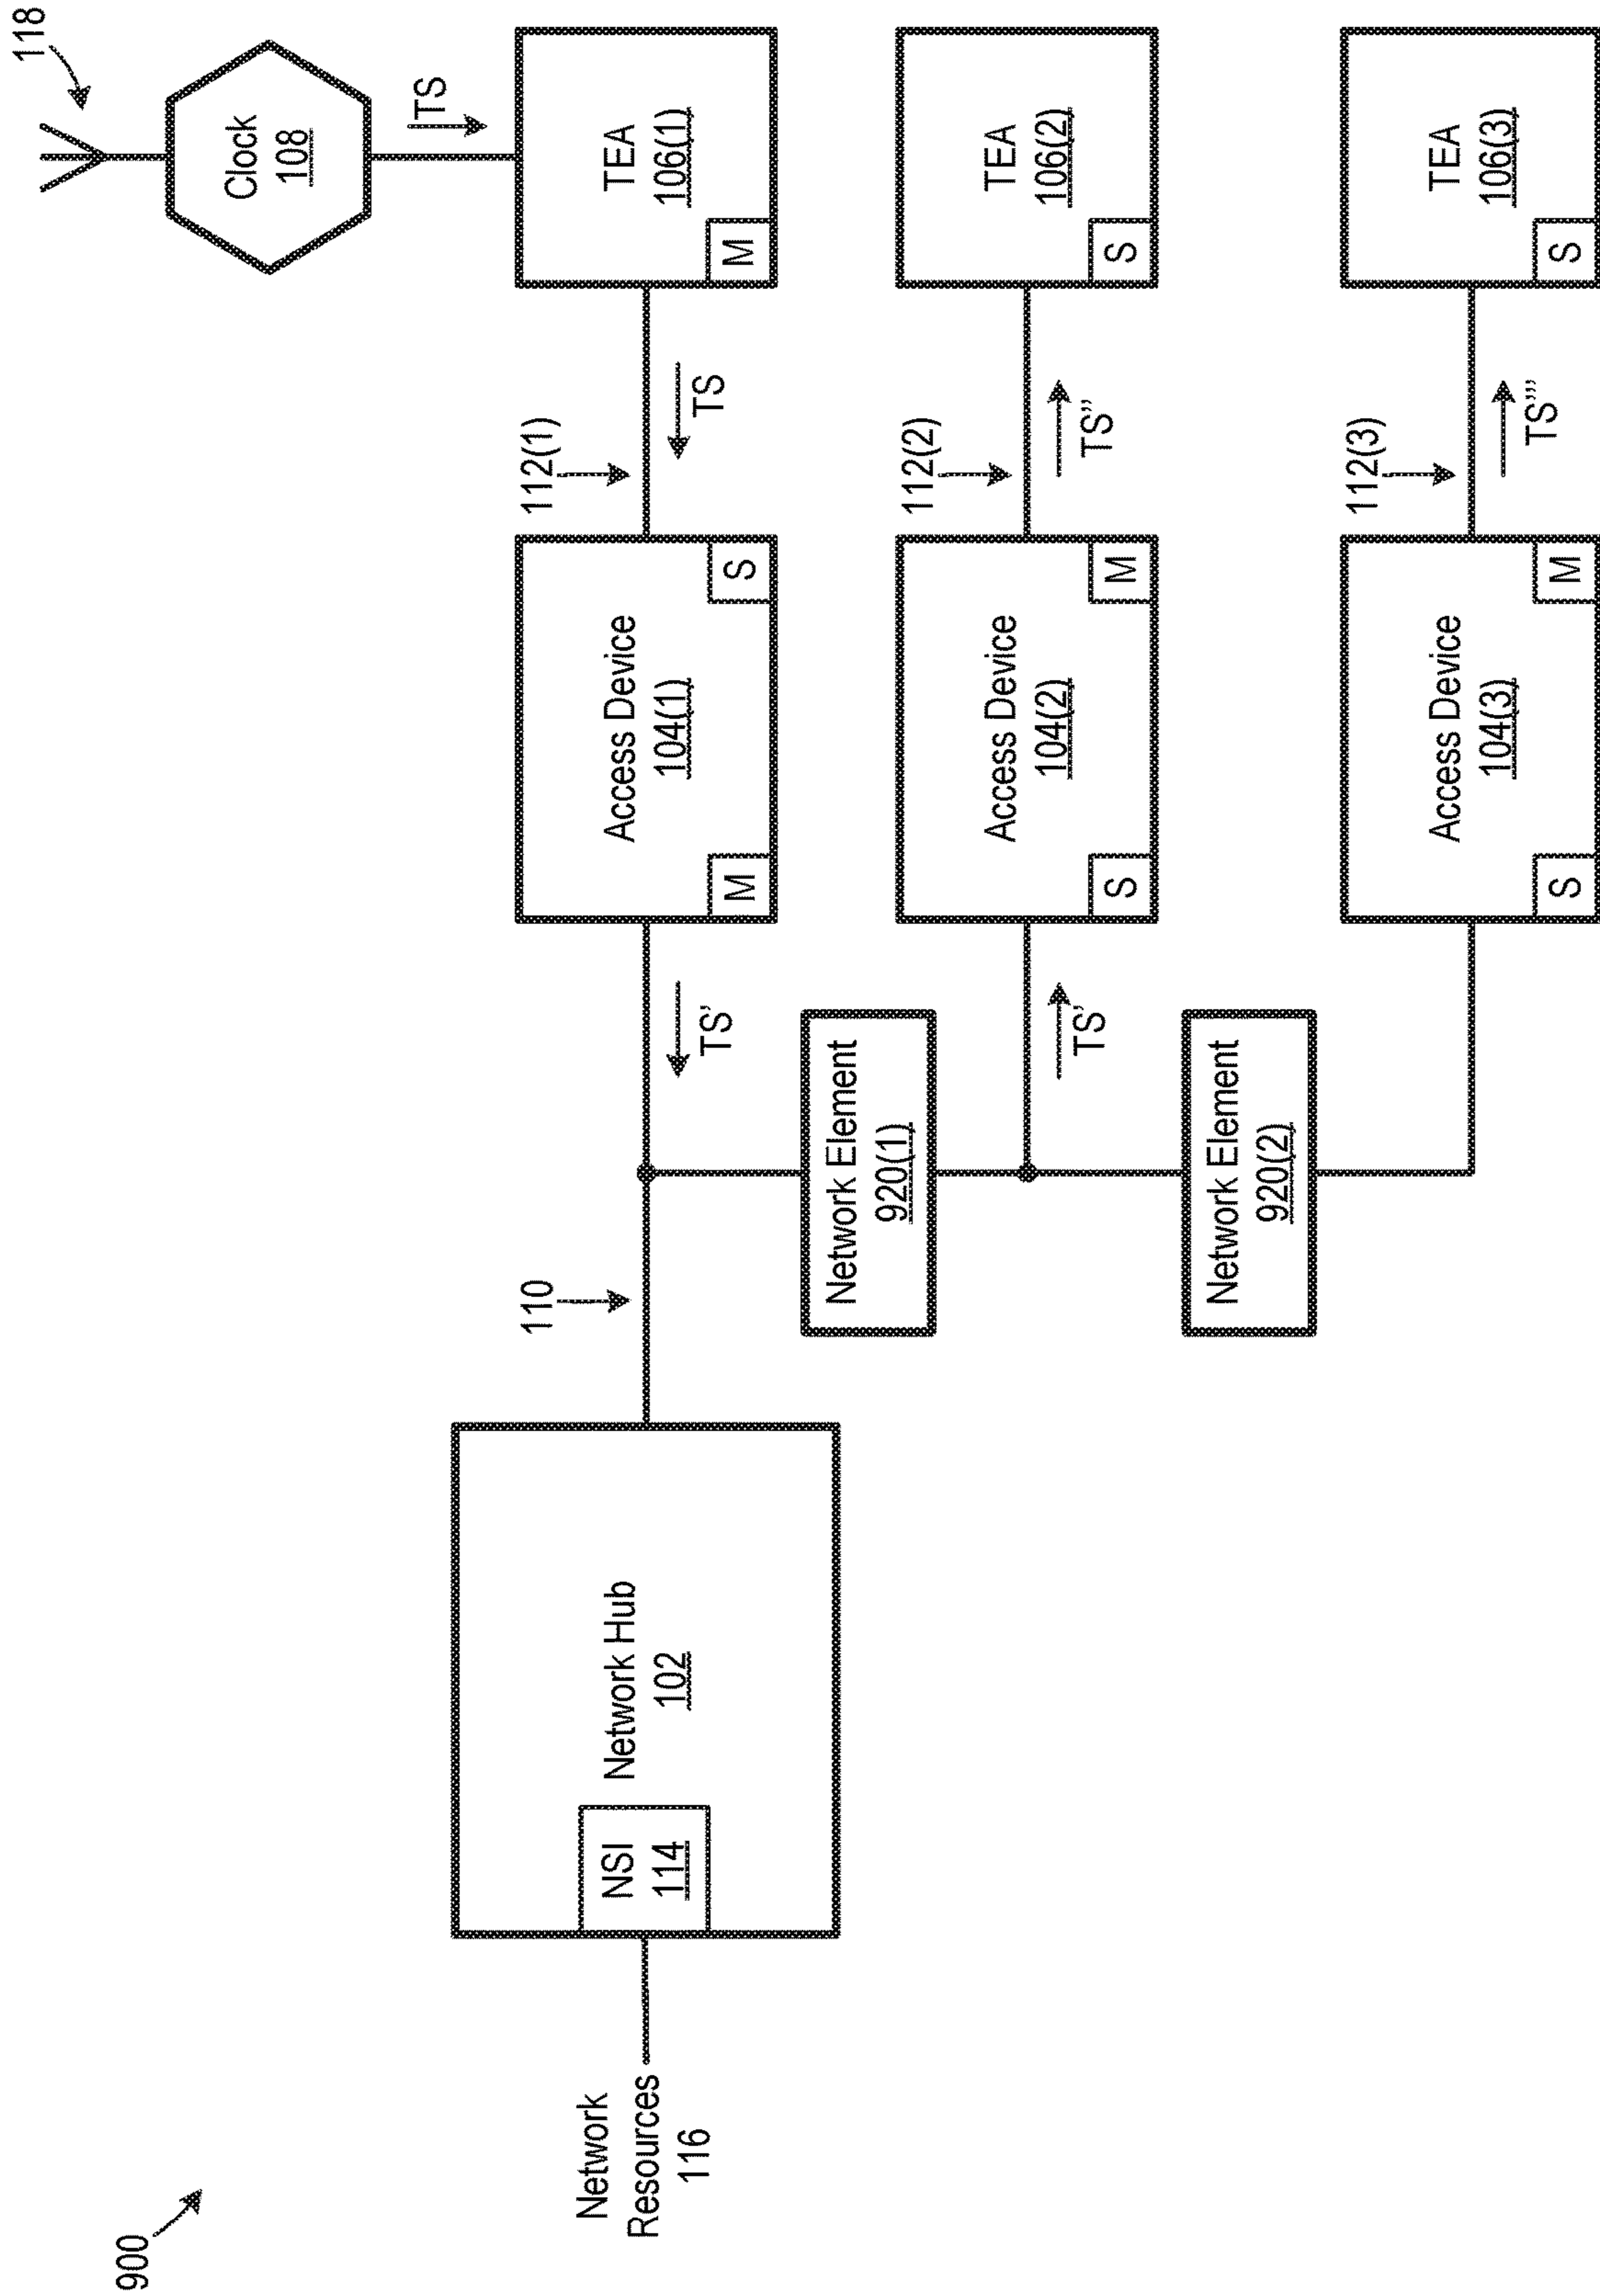 900
118
Clock
108
TS
Network
Resources
116
NSI
114
Network Hub
102
110
TS'
M
Access Device
104(1)
S
112(1)
TS
TEA
106(1)
M
Network Element
920(1)
TS'
S
Access Device
104(2)
M
112(2)
TS''
TEA
106(2)
S
Network Element
920(2)
S
Access Device
104(3)
M
112(3)
TS'''
TEA
106(3)
S